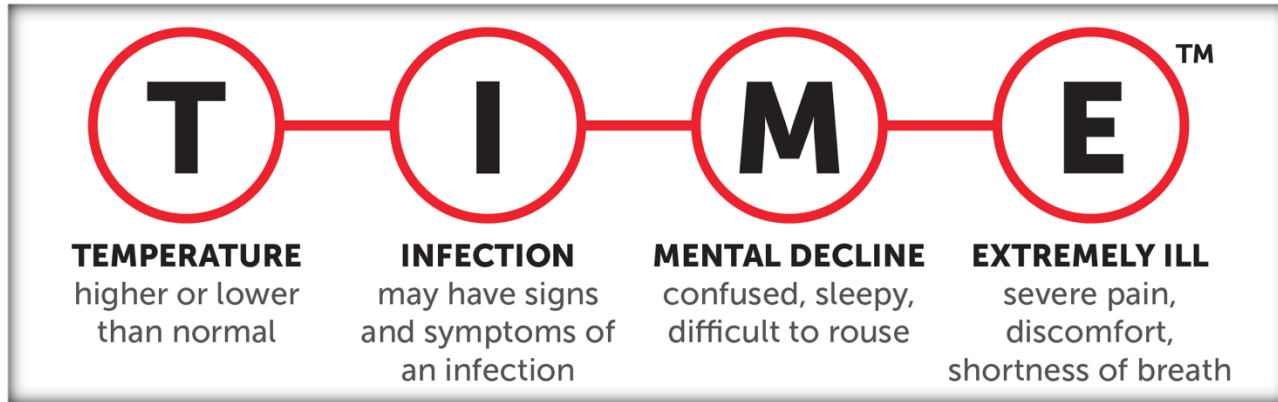 T I M E ™
TEMPERATURE
higher or lower
than normal
INFECTION
may have signs
and symptoms of
an infection
MENTAL DECLINE
confused, sleepy,
difficult to rouse
EXTREMELY ILL
severe pain,
discomfort,
shortness of breath